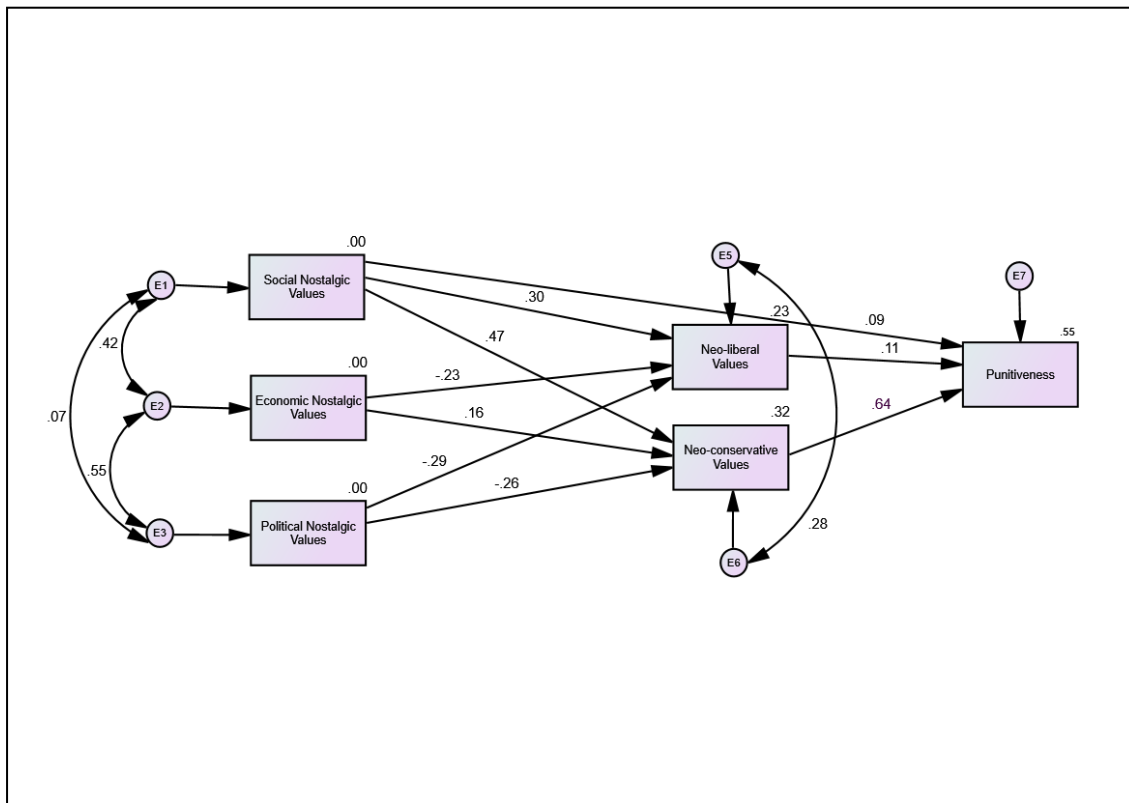 .00
E5
E7
E1
Social Nostalgic
Values
.30
.23
.09
.55
.42
.47
Neo-liberal
Values
.11
Punitiveness
.00
E2
Economic Nostalgic
Values
-.23
.16
.32
.64
.07
.55
-.29
Neo-conservative
Values
.00
-.26
E3
Political Nostalgic
Values
.28
E6